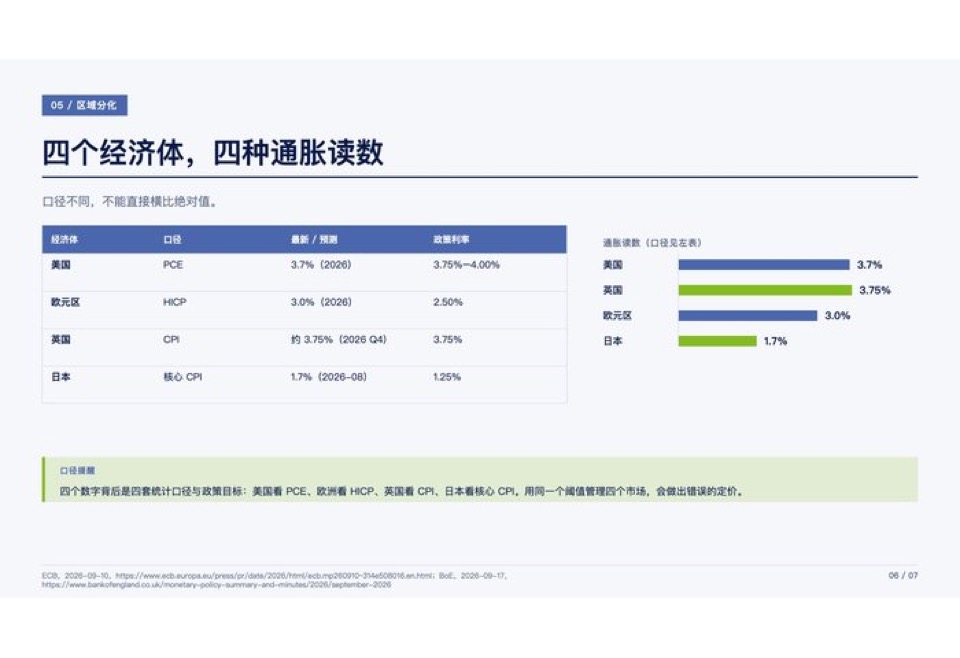 05 / 区域分化
四个经济体，四种通胀读数
口径不同，不能直接横比绝对值。
经济体 口径 最新 / 预测 政策利率
美国 PCE 3.7%（2026） 3.75%—4.00%
欧元区 HICP 3.0%（2026） 2.50%
英国 CPI 约 3.75%（2026 Q4） 3.75%
日本 核心 CPI 1.7%（2026-08） 1.25%
通胀读数（口径见左表）
美国 3.7%
英国 3.75%
欧元区 3.0%
日本 1.7%
口径提醒
四个数字背后是四套统计口径与政策目标：美国看 PCE、欧洲看 HICP、英国看 CPI、日本看核心 CPI。用同一个阈值管理四个市场，会做出错误的定价。
ECB，2026-09-10，https://www.ecb.europa.eu/press/pr/date/2026/html/ecb.mp260910~314e508016.en.html；BoE，2026-09-17，
https://www.bankofengland.co.uk/monetary-policy-summary-and-minutes/2026/september-2026
06 / 07